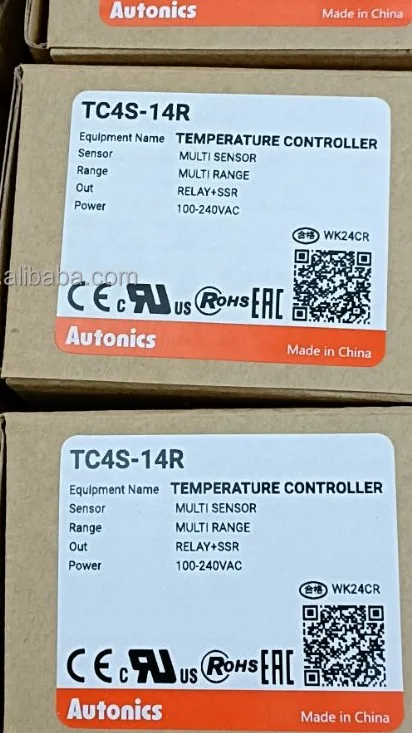 Autonics Made in China
TC4S-14R
Equipment Name TEMPERATURE CONTROLLER
Sensor MULTI SENSOR
Range MULTI RANGE
Out RELAY+SSR
Power 100-240VAC
合格 WK24CR
.alibaba.com
CE c RU US RoHS EAC
Autonics Made in China
TC4S-14R
Equipment Name TEMPERATURE CONTROLLER
Sensor MULTI SENSOR
Range MULTI RANGE
Out RELAY+SSR
Power 100-240VAC
合格 WK24CR
CE c RU US RoHS EAC
Autonics Made in China